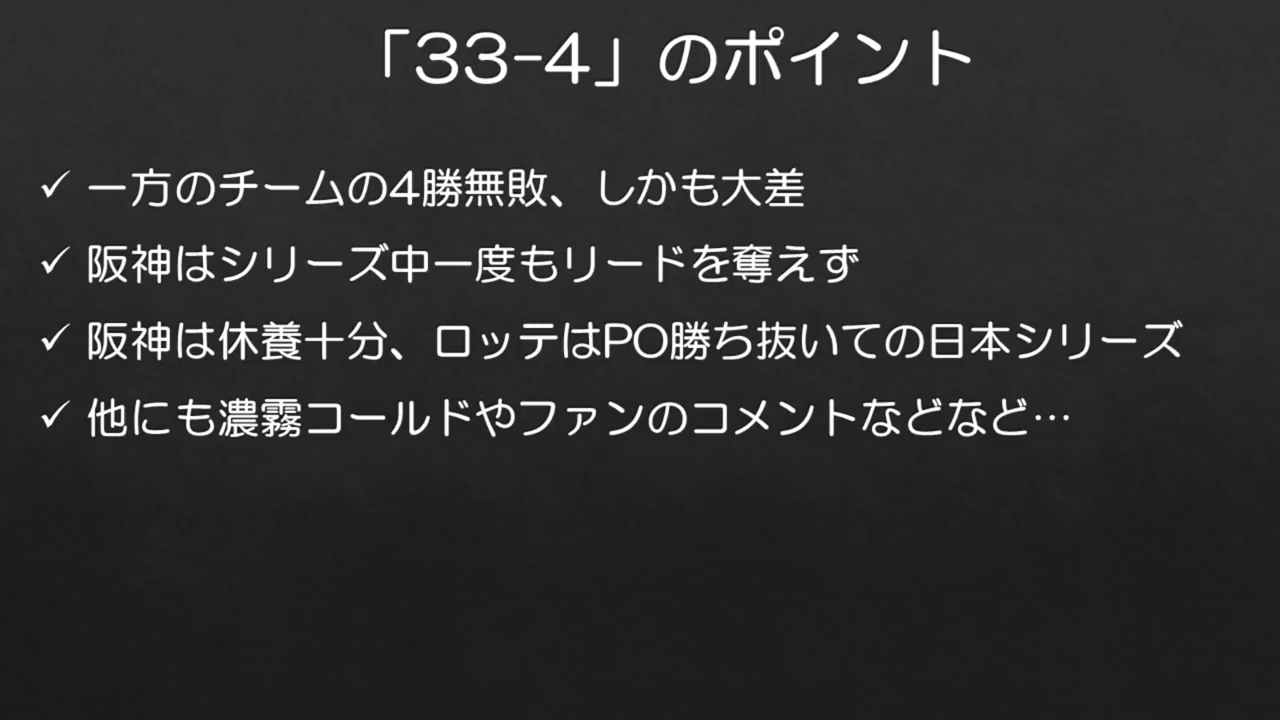 「33-4」のポイント
✓ 一方のチームの4勝無敗、しかも大差
✓ 阪神はシリーズ中一度もリードを奪えず
✓ 阪神は休養十分、ロッテはPO勝ち抜いての日本シリーズ
✓ 他にも濃霧コールドやファンのコメントなどなど…